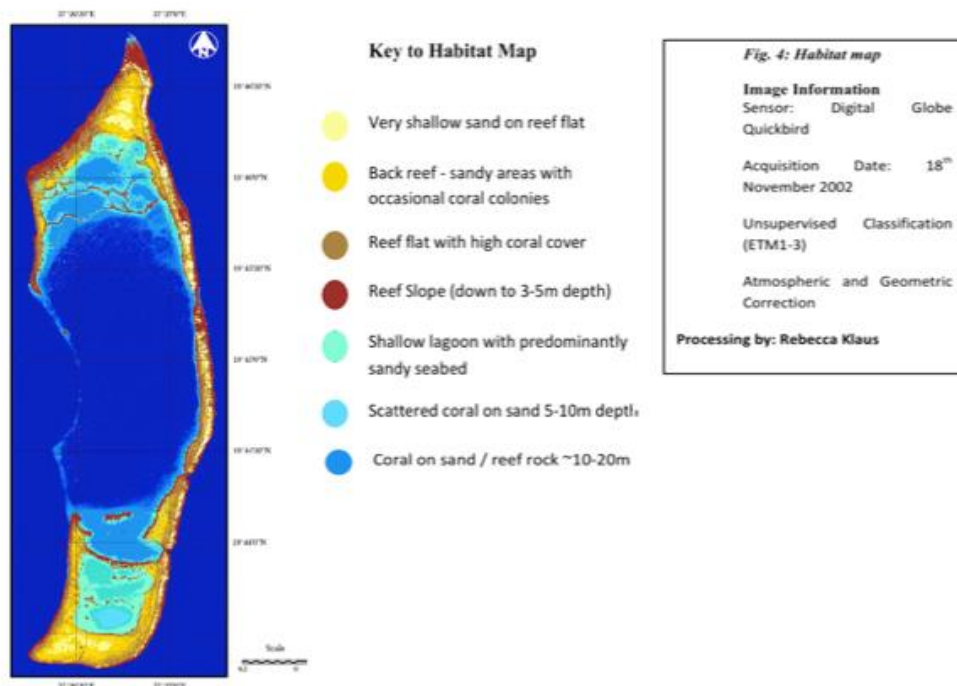 N
Key to Habitat Map
Very shallow sand on reef flat
Back reef - sandy areas with
occasional coral colonies
Reef flat with high coral cover
Reef Slope (down to 3-5m depth)
Shallow lagoon with predominantly
sandy seabed
Scattered coral on sand 5-10m depth
Coral on sand / reef rock ~10-20m
Scale
Fig. 4: Habitat map
Image Information
Sensor: Digital Globe
Quickbird
Acquisition Date: 18th
November 2002
Unsupervised Classification
(ETM1-3)
Atmospheric and Geometric
Correction
Processing by: Rebecca Klaus